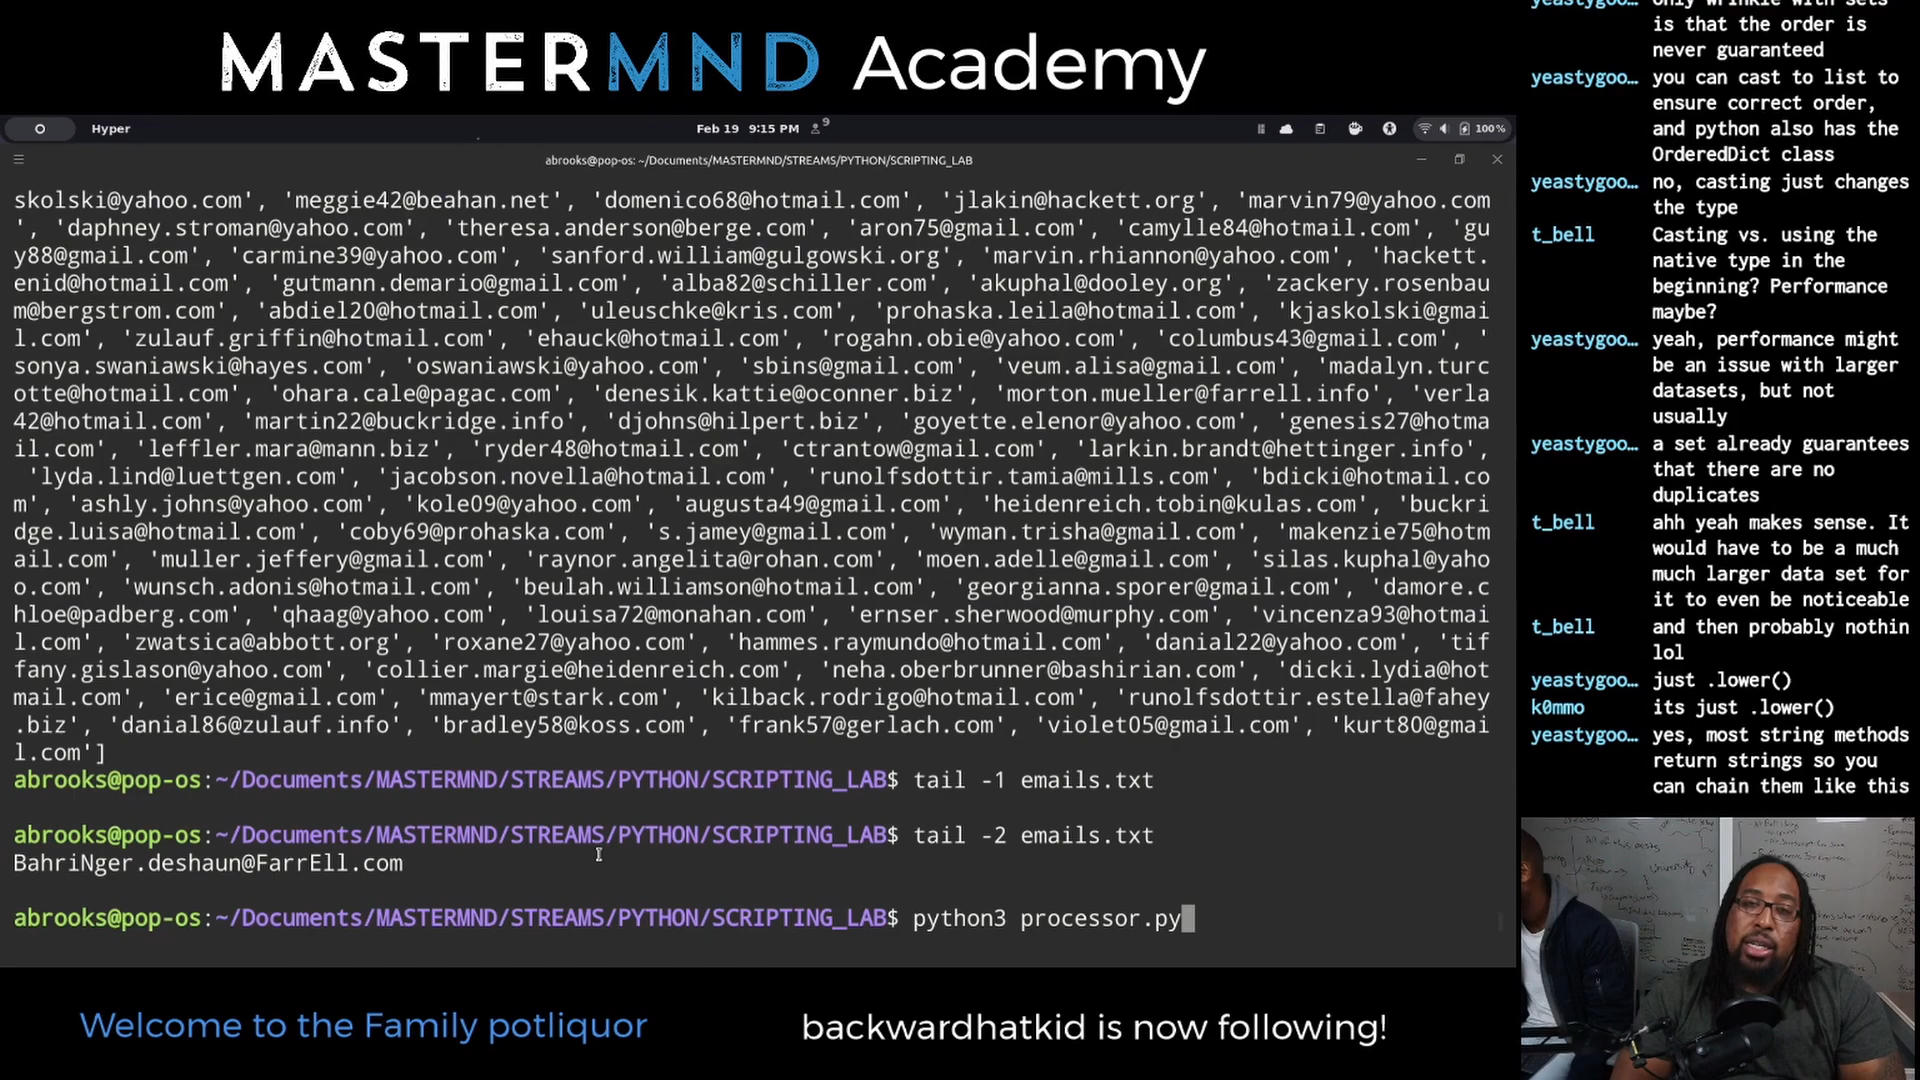 MASTERMND Academy
Hyper
Feb 19 9:15 PM 9
100%
abrooks@pop-os: ~/Documents/MASTERMND/STREAMS/PYTHON/SCRIPTING_LAB
skolski@yahoo.com', 'meggie42@beahan.net', 'domenico68@hotmail.com', 'jlakin@hackett.org', 'marvin79@yahoo.com
', 'daphney.stroman@yahoo.com', 'theresa.anderson@berge.com', 'aron75@gmail.com', 'camylle84@hotmail.com', 'gu
y88@gmail.com', 'carmine39@yahoo.com', 'sanford.william@gulgowski.org', 'marvin.rhiannon@yahoo.com', 'hackett.
enid@hotmail.com', 'gutmann.demario@gmail.com', 'alba82@schiller.com', 'akuphal@dooley.org', 'zackery.rosenbau
m@bergstrom.com', 'abdiel20@hotmail.com', 'uleuschke@kris.com', 'prohaska.leila@hotmail.com', 'kjaskolski@gmai
l.com', 'zulauf.griffin@hotmail.com', 'ehauck@hotmail.com', 'rogahn.obie@yahoo.com', 'columbus43@gmail.com', '
sonya.swaniawski@hayes.com', 'oswaniawski@yahoo.com', 'sbins@gmail.com', 'veum.alisa@gmail.com', 'madalyn.turc
otte@hotmail.com', 'ohara.cale@pagac.com', 'denesik.kattie@oconner.biz', 'morton.mueller@farrell.info', 'verla
42@hotmail.com', 'martin22@buckridge.info', 'djohns@hilpert.biz', 'goyette.elenor@yahoo.com', 'genesis27@hotma
il.com', 'leffler.mara@mann.biz', 'ryder48@hotmail.com', 'ctrantow@gmail.com', 'larkin.brandt@hettinger.info',
'lyda.lind@luettgen.com', 'jacobson.novella@hotmail.com', 'runolfsdottir.tamia@mills.com', 'bdicki@hotmail.co
m', 'ashly.johns@yahoo.com', 'kole09@yahoo.com', 'augusta49@gmail.com', 'heidenreich.tobin@kulas.com', 'buckri
dge.luisa@hotmail.com', 'coby69@prohaska.com', 's.jamey@gmail.com', 'wyman.trisha@gmail.com', 'makenzie75@hotm
ail.com', 'muller.jeffery@gmail.com', 'raynor.angelita@rohan.com', 'moen.adelle@gmail.com', 'silas.kuphal@yaho
o.com', 'wunsch.adonis@hotmail.com', 'beulah.williamson@hotmail.com', 'georgianna.sporer@gmail.com', 'damore.c
hloe@padberg.com', 'qhaag@yahoo.com', 'louisa72@monahan.com', 'ernser.sherwood@murphy.com', 'vincenza93@hotmai
l.com', 'zwatsica@abbott.org', 'roxane27@yahoo.com', 'hammes.raymundo@hotmail.com', 'danial22@yahoo.com', 'tif
fany.gislason@yahoo.com', 'collier.margie@heidenreich.com', 'neha.oberbrunner@bashirian.com', 'dicki.lydia@hot
mail.com', 'erice@gmail.com', 'mmayert@stark.com', 'kilback.rodrigo@hotmail.com', 'runolfsdottir.estella@fahey
.biz', 'danial86@zulauf.info', 'bradley58@koss.com', 'frank57@gerlach.com', 'violet05@gmail.com', 'kurt80@gmai
l.com']
abrooks@pop-os:~/Documents/MASTERMND/STREAMS/PYTHON/SCRIPTING_LAB$ tail -1 emails.txt
abrooks@pop-os:~/Documents/MASTERMND/STREAMS/PYTHON/SCRIPTING_LAB$ tail -2 emails.txt
BahriNger.deshaun@FarrEll.com
abrooks@pop-os:~/Documents/MASTERMND/STREAMS/PYTHON/SCRIPTING_LAB$ python3 processor.py
yeastygoo… only wrinkle with sets
is that the order is
never guaranteed
yeastygoo… you can cast to list to
ensure correct order,
and python also has the
OrderedDict class
yeastygoo… no, casting just changes
the type
t_bell Casting vs. using the
native type in the
beginning? Performance
maybe?
yeastygoo… yeah, performance might
be an issue with larger
datasets, but not
usually
yeastygoo… a set already guarantees
that there are no
duplicates
t_bell ahh yeah makes sense. It
would have to be a much
much larger data set for
it to even be noticeable
t_bell and then probably nothin
lol
yeastygoo… just .lower()
k0mmo its just .lower()
yeastygoo… yes, most string methods
return strings so you
can chain them like this
Welcome to the Family potliquor
backwardhatkid is now following!